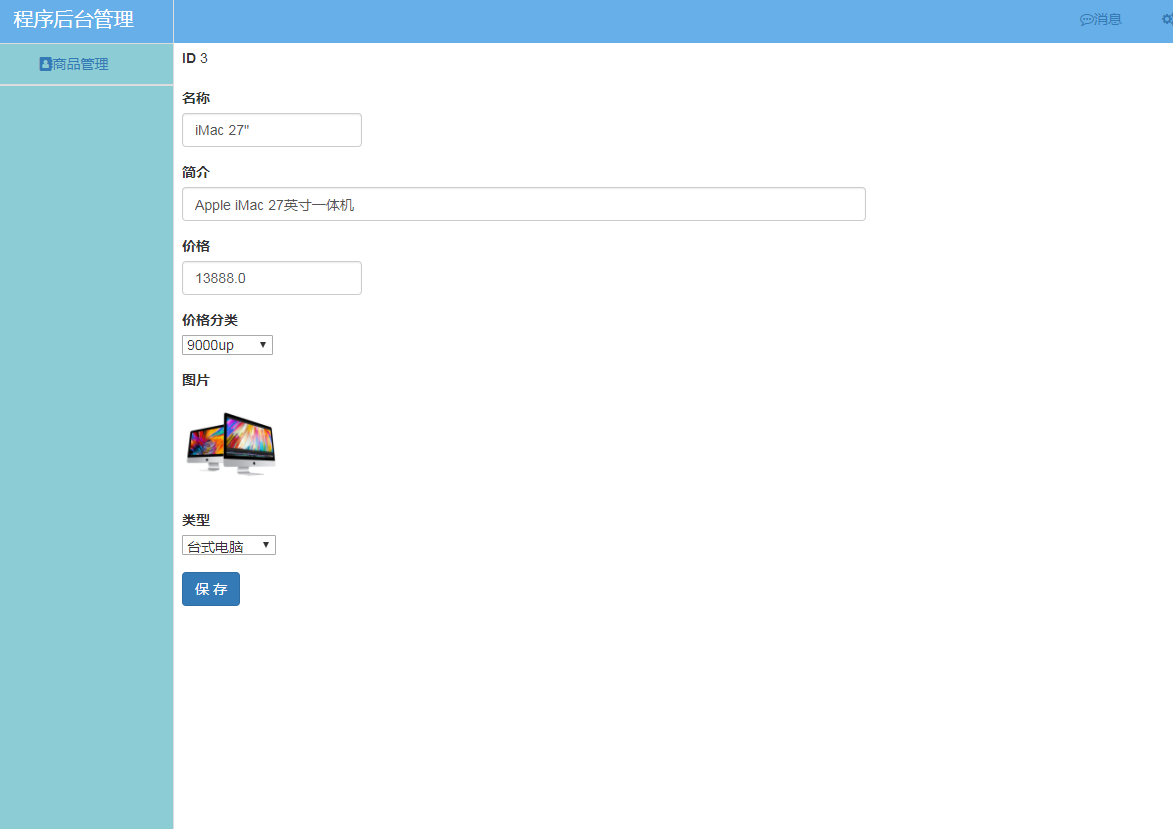 程序后台管理
消息
商品管理
ID 3
名称
iMac 27"
简介
Apple iMac 27英寸一体机
价格
13888.0
价格分类
9000up
图片
类型
台式电脑
保 存